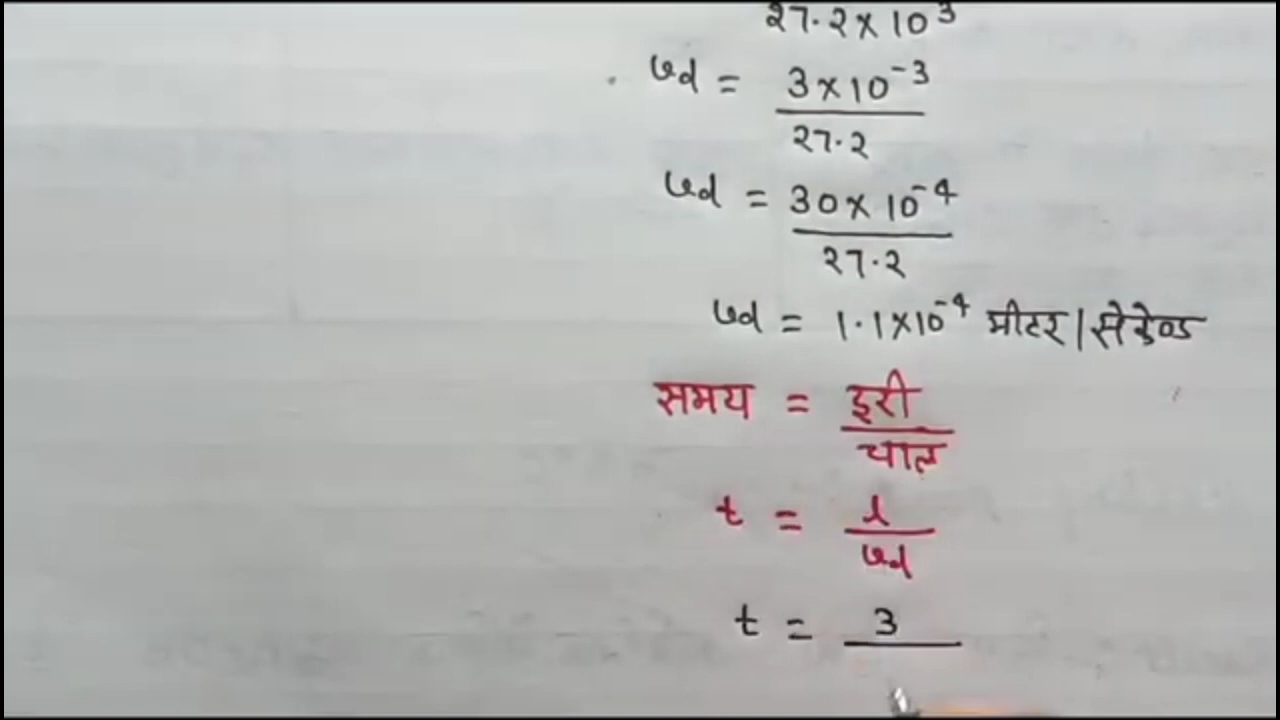 27.2 × 10³
vd = 3×10⁻³ / 27.2
vd = 30×10⁻⁴ / 27.2
vd = 1.1×10⁻⁴ मीटर/सेकेण्ड
समय = दूरी / चाल
t = l / vd
t = 3